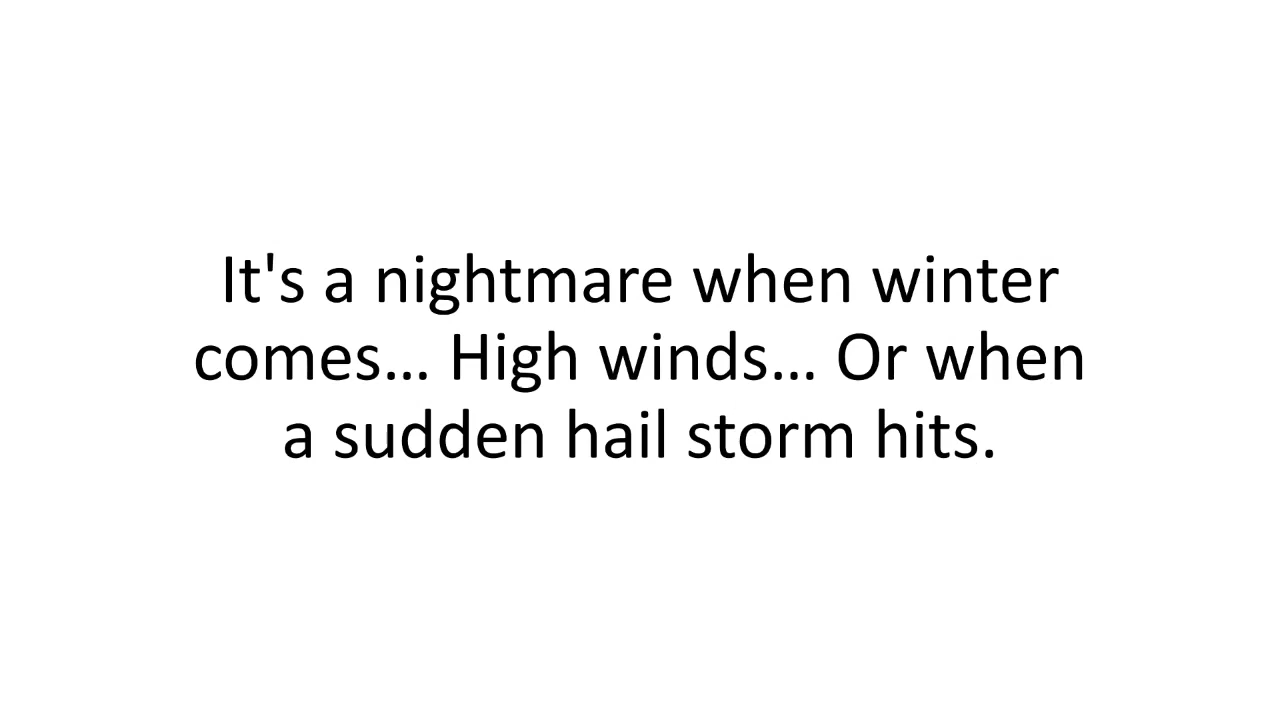 It's a nightmare when winter
comes... High winds... Or when
a sudden hail storm hits.